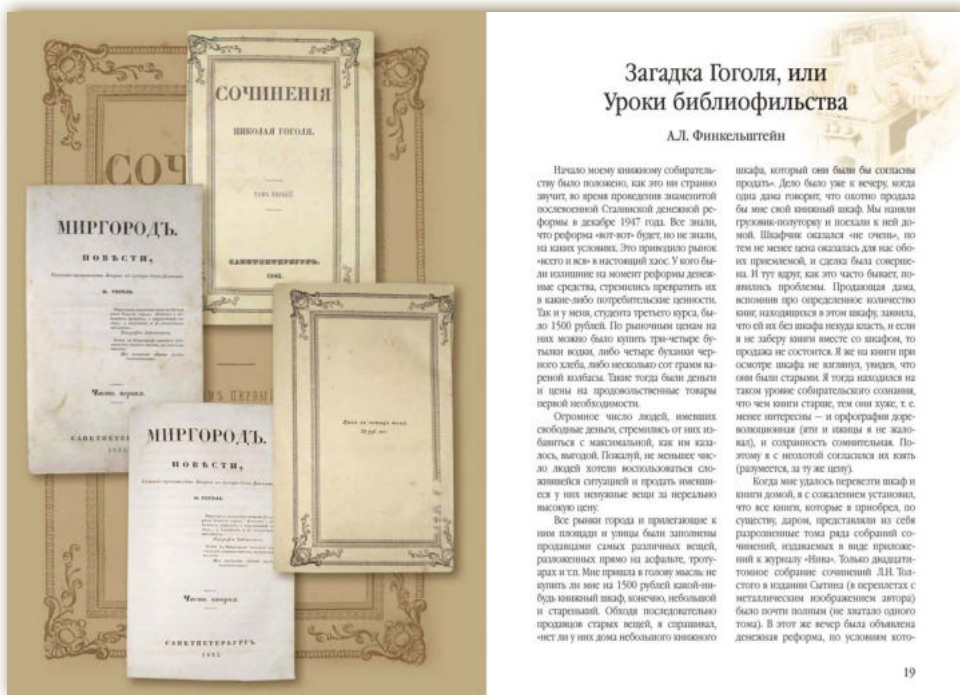 СОЧИНЕНІЯ
НИКОЛАЯ ГОГОЛЯ.
ТОМЪ ПЕРВЫЙ
САНКТПЕТЕРБУРГЪ.
1842.
СОЧ
МЪ ПЕРВЫЙ
МИРГОРОДЪ.
ПОВѢСТИ,
Н. ГОГОЛЯ.
Часть первая.
САНКТПЕТЕРБУРГЪ.
1835.
МИРГОРОДЪ.
ПОВѢСТИ,
Н. ГОГОЛЯ.
Часть вторая.
САНКТПЕТЕРБУРГЪ.
1835.
Цѣна за четыре тома
25 руб. асс.
Загадка Гоголя, или
Уроки библиофильства
А.Л. Финкельштейн
Начало моему книжному собиратель-
ству было положено, как это ни странно
звучит, во время проведения знаменитой
послевоенной Сталинской денежной ре-
формы в декабре 1947 года. Все знали,
что реформа «вот-вот» будет, но не знали,
на каких условиях. Это приводило рынок
«всего и вся» в настоящий хаос. У кого бы-
ли излишние на момент реформы денеж-
ные средства, стремились превратить их
в какие-либо потребительские ценности.
Так и у меня, студента третьего курса, бы-
ло 1500 рублей. По рыночным ценам на
них можно было купить три-четыре бу-
тылки водки, либо четыре буханки чер-
ного хлеба, либо несколько сот грамм ва-
реной колбасы. Такие тогда были деньги
и цены на продовольственные товары
первой необходимости.
Огромное число людей, имевших
свободные деньги, стремились от них из-
бавиться с максимальной, как им каза-
лось, выгодой. Пожалуй, не меньшее чис-
ло людей хотели воспользоваться сло-
жившейся ситуацией и продать имевши-
еся у них ненужные вещи за нереально
высокую цену.
Все рынки города и прилегающие к
ним площади и улицы были заполнены
продавцами самых различных вещей,
разложенных прямо на асфальте, троту-
арах и т.п. Мне пришла в голову мысль: не
купить ли мне на 1500 рублей какой-ни-
будь книжный шкаф, конечно, небольшой
и старенький. Обходя последовательно
продавцов старых вещей, я спрашивал,
«нет ли у них дома небольшого книжного
шкафа, который они были бы согласны
продать». Дело было уже к вечеру, когда
одна дама говорит, что охотно продала
бы мне свой книжный шкаф. Мы наняли
грузовик-полуторку и поехали к ней до-
мой. Шкафчик оказался «не очень», но
тем не менее цена оказалась для нас обо-
их приемлемой, и сделка была соверше-
на. И тут вдруг, как это часто бывает, по-
явились проблемы. Продающая дама,
вспомнив про определенное количество
книг, находящихся в этом шкафу, заявила,
что ей их без шкафа некуда класть, и если
я не заберу книги вместе со шкафом, то
продажа не состоится. Я же на книги при
осмотре шкафа не взглянул, увидев, что
они были старыми. Я тогда находился на
таком уровне собирательского сознания,
что чем книги старше, тем они хуже, т. е.
менее интересны — и орфография доре-
волюционная (яти и ижицы я не жало-
вал), и сохранность сомнительная. По-
этому я с неохотой согласился их взять
(разумеется, за ту же цену).
Когда мне удалось перевезти шкаф и
книги домой, я с сожалением установил,
что все книги, которые я приобрел, по
существу, даром, представляли из себя
разрозненные тома ряда собраний со-
чинений, издаваемых в виде приложе-
ний к журналу «Нива». Только двадцати-
томное собрание сочинений Л.Н. Тол-
стого в издании Сытина (в переплетах с
металлическим изображением автора)
было почти полным (не хватало одного
тома). В этот же вечер была объявлена
денежная реформа, по условиям кото-
19